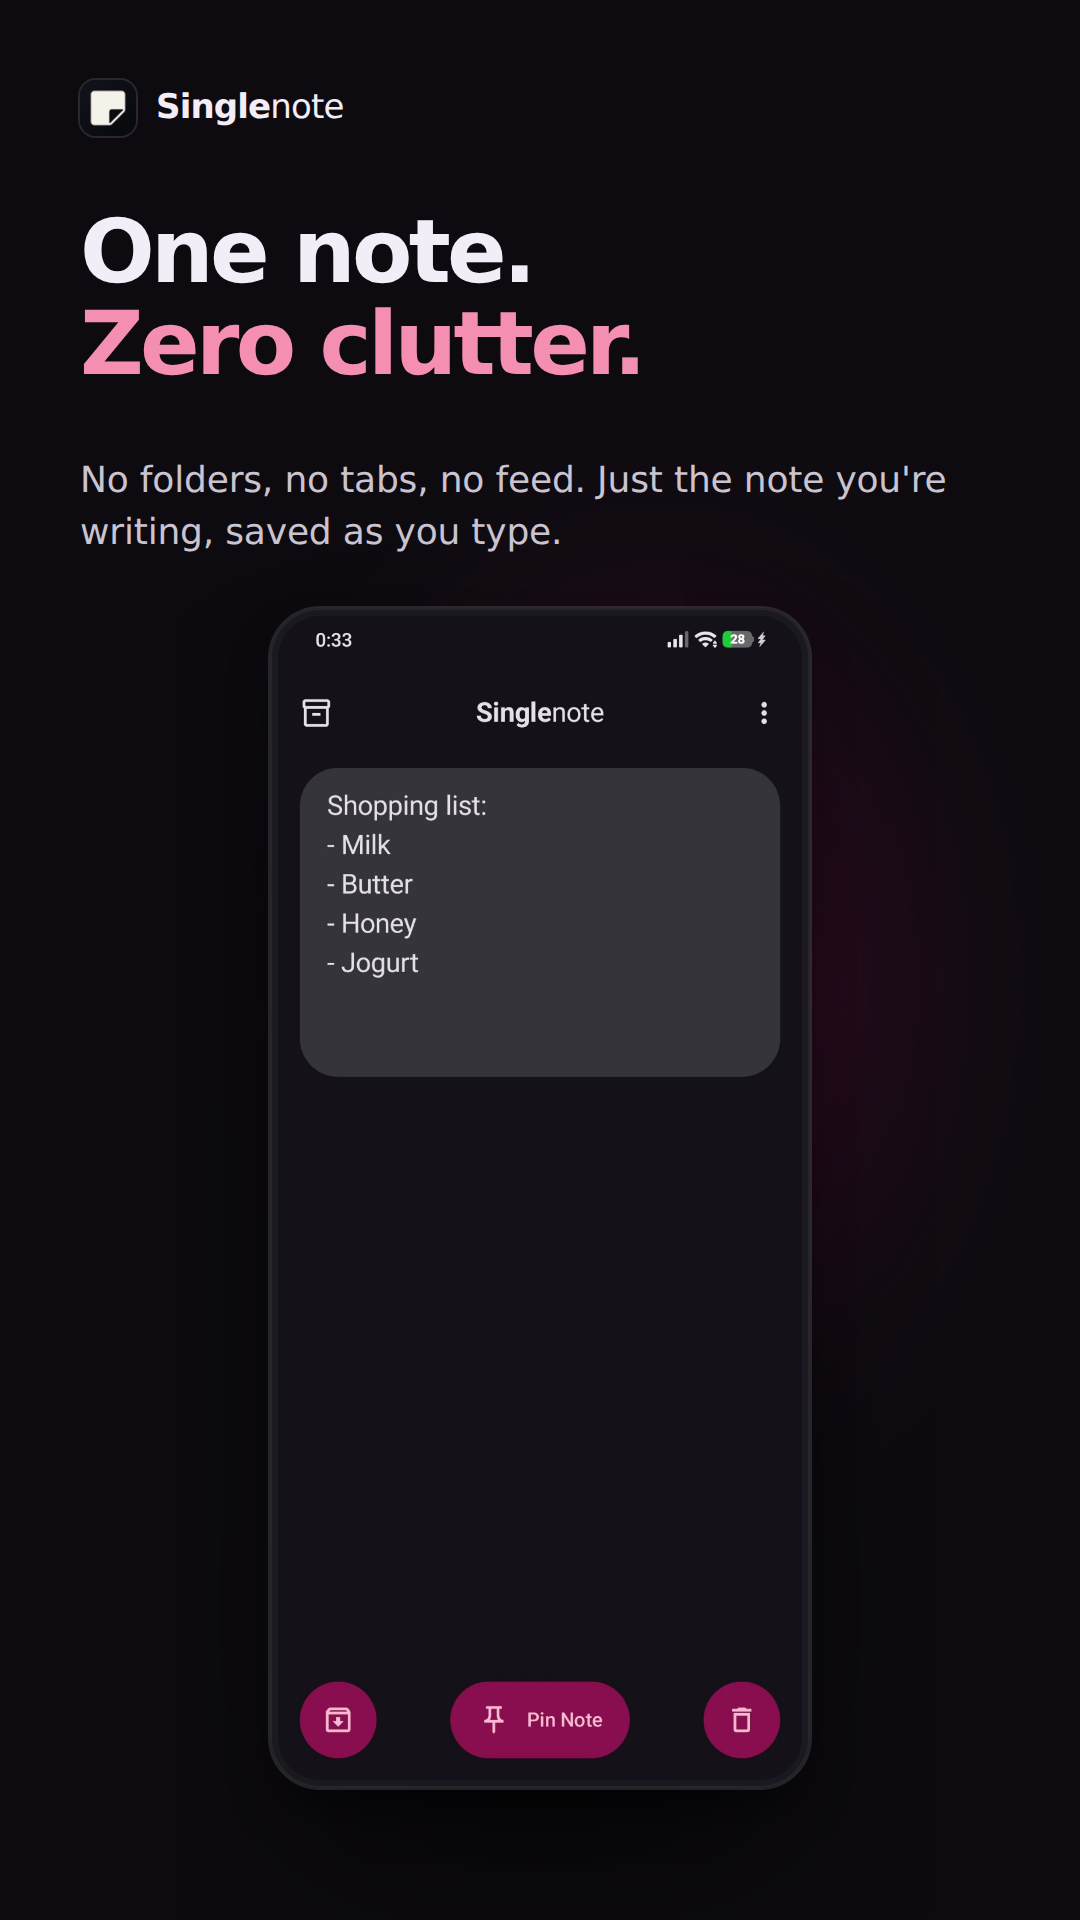 Singlenote
One note.
Zero clutter.
No folders, no tabs, no feed. Just the note you're
writing, saved as you type.
0:33
28
Singlenote
Shopping list:
- Milk
- Butter
- Honey
- Jogurt
Pin Note